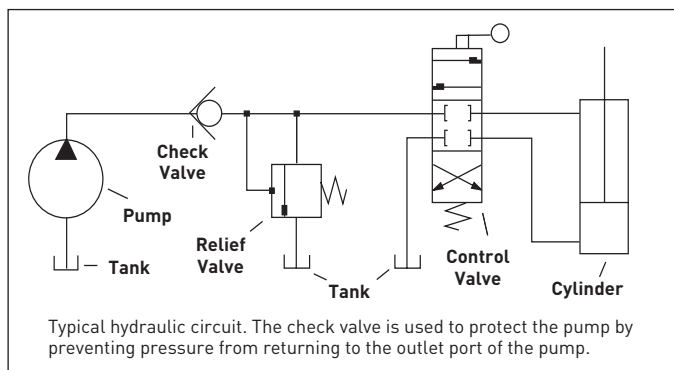 Check
Valve
Pump
Tank
Relief
Valve
Tank
Control
Valve
Cylinder
Typical hydraulic circuit. The check valve is used to protect the pump by
preventing pressure from returning to the outlet port of the pump.